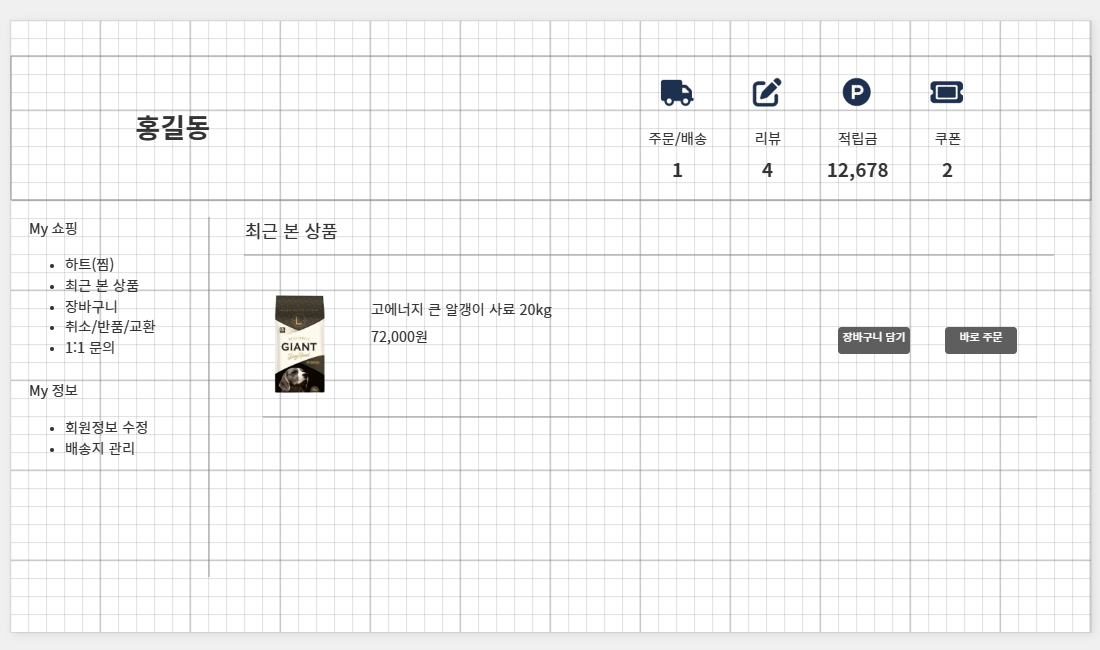 홍길동
주문/배송
1
리뷰
4
적립금
12,678
쿠폰
2
My 쇼핑
하트(찜)
최근 본 상품
장바구니
취소/반품/교환
1:1 문의
My 정보
회원정보 수정
배송지 관리
최근 본 상품
L
GIANT
고에너지 큰 알갱이 사료 20kg
72,000원
장바구니 담기
바로 주문